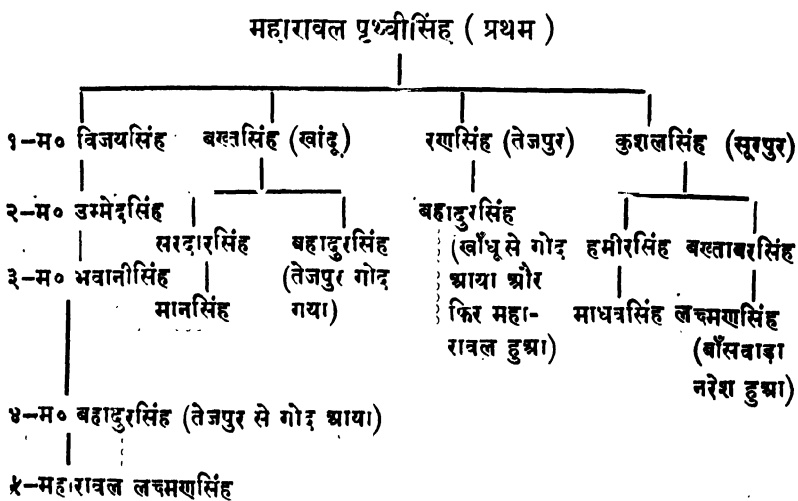 महारावल पृथ्वीसिंह ( प्रथम )
१-म० विजयसिंह बख्तसिंह (खांदू) रणसिंह (तेजपुर) कुशलसिंह (सूरपुर)
२-म० उम्मेदसिंह बहादुरसिंह
सरदारसिंह बहादुरसिंह (खाँधू से गोद हमीरसिंह बख्तावरसिंह
३-म० भवानीसिंह (तेजपुर गोद आया और
मानसिंह गया) फिर महा- माधवसिंह लक्ष्मणसिंह
रावल हुआ) (बाँसवाड़ा
नरेश हुआ)
४-म० बहादुरसिंह (तेजपुर से गोद आया)
५-महारावल लक्ष्मणसिंह